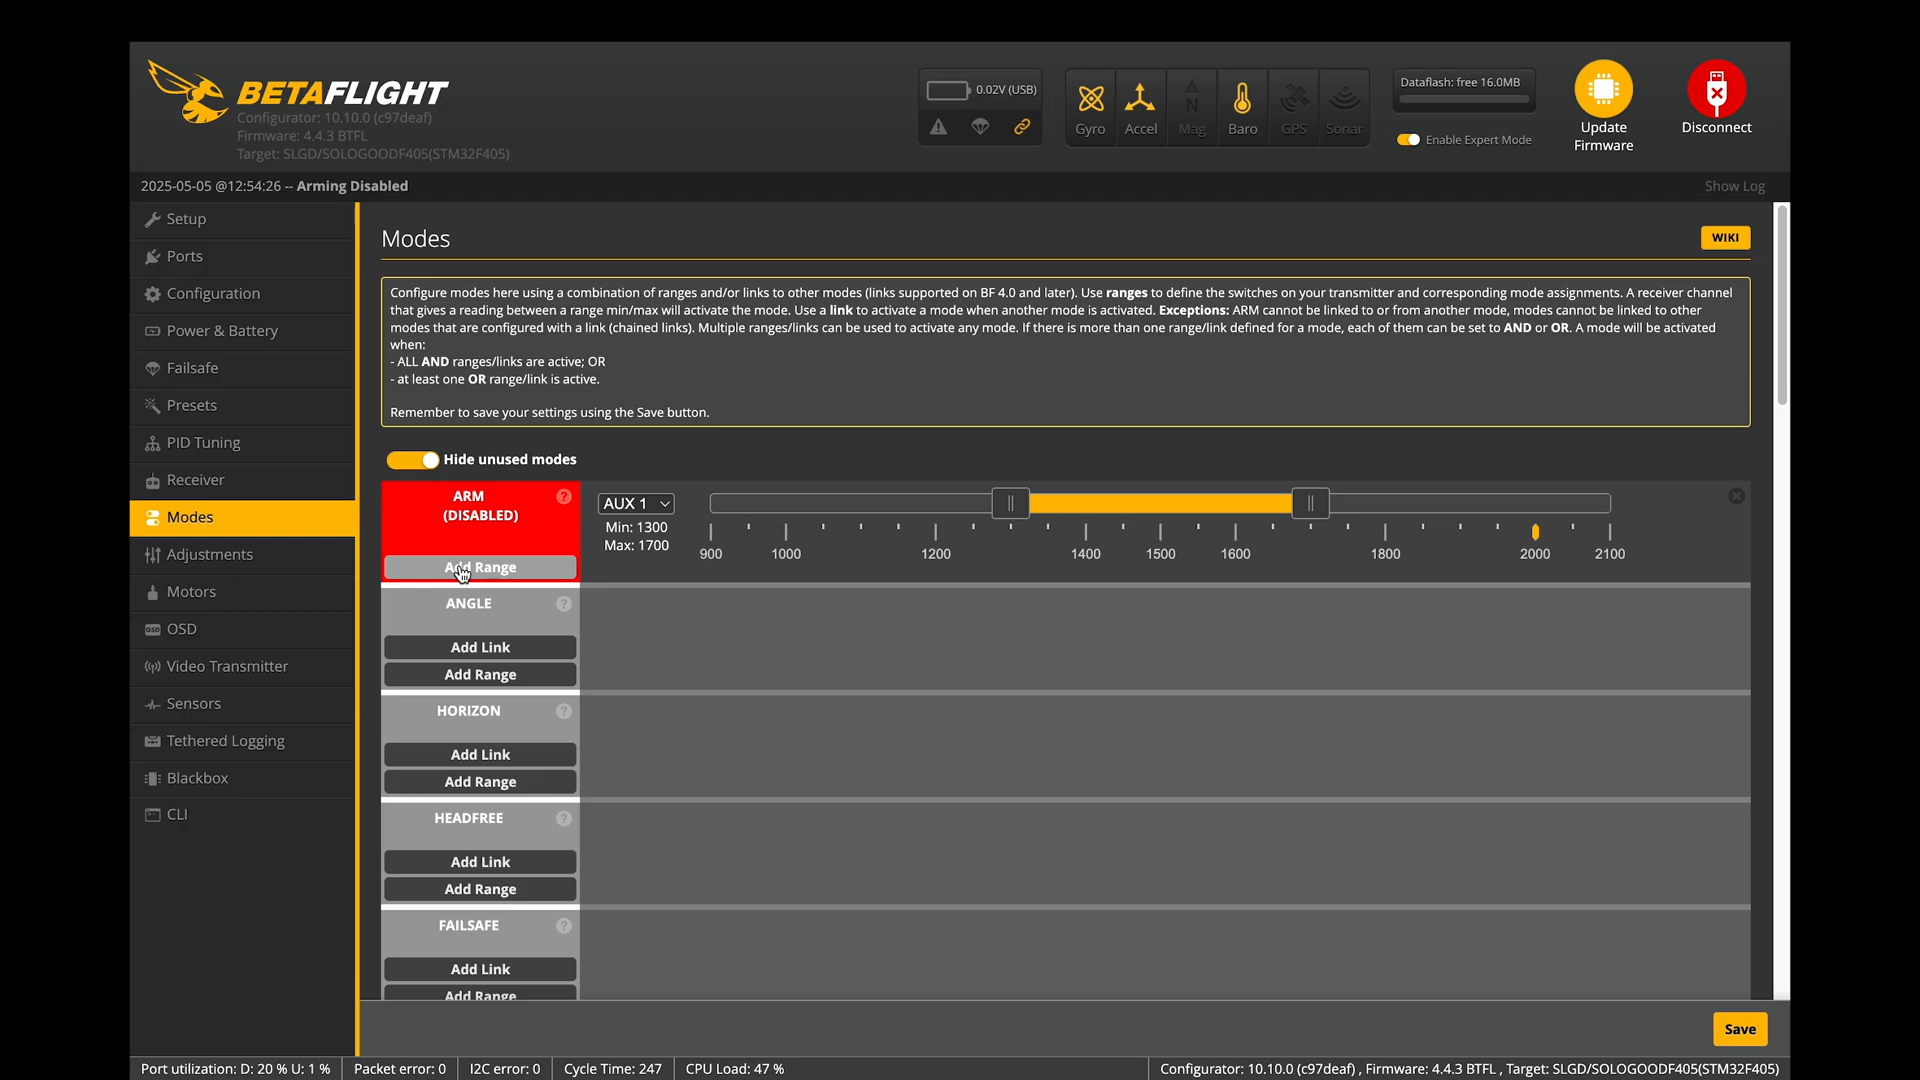 BETAFLIGHT
Configurator: 10.10.0 (c97deaf)
Firmware: 4.4.3 BTFL
Target: SLGD/SOLOGOODF405(STM32F405)
0.02V (USB)
Gyro
Accel
N
Mag
Baro
GPS
Sonar
Dataflash: free 16.0MB
Enable Expert Mode
Update
Firmware
Disconnect
2025-05-05 @12:54:26 -- Arming Disabled
Show Log
Setup
Ports
Configuration
Power & Battery
Failsafe
Presets
PID Tuning
Receiver
Modes
Adjustments
Motors
OSD
OSD
Video Transmitter
Sensors
Tethered Logging
Blackbox
CLI
Modes
WIKI
Configure modes here using a combination of ranges and/or links to other modes (links supported on BF 4.0 and later). Use ranges to define the switches on your transmitter and corresponding mode assignments. A receiver channel
that gives a reading between a range min/max will activate the mode. Use a link to activate a mode when another mode is activated. Exceptions: ARM cannot be linked to or from another mode, modes cannot be linked to other
modes that are configured with a link (chained links). Multiple ranges/links can be used to activate any mode. If there is more than one range/link defined for a mode, each of them can be set to AND or OR. A mode will be activated
when:
- ALL AND ranges/links are active; OR
- at least one OR range/link is active.
Remember to save your settings using the Save button.
Hide unused modes
ARM
(DISABLED)
?
Add Range
AUX 1
Min: 1300
Max: 1700
900 1000 1200 1400 1500 1600 1800 2000 2100
ANGLE
?
Add Link
Add Range
HORIZON
?
Add Link
Add Range
HEADFREE
?
Add Link
Add Range
FAILSAFE
?
Add Link
Add Range
Save
Port utilization: D: 20 % U: 1 %
Packet error: 0
I2C error: 0
Cycle Time: 247
CPU Load: 47 %
Configurator: 10.10.0 (c97deaf) , Firmware: 4.4.3 BTFL , Target: SLGD/SOLOGOODF405(STM32F405)